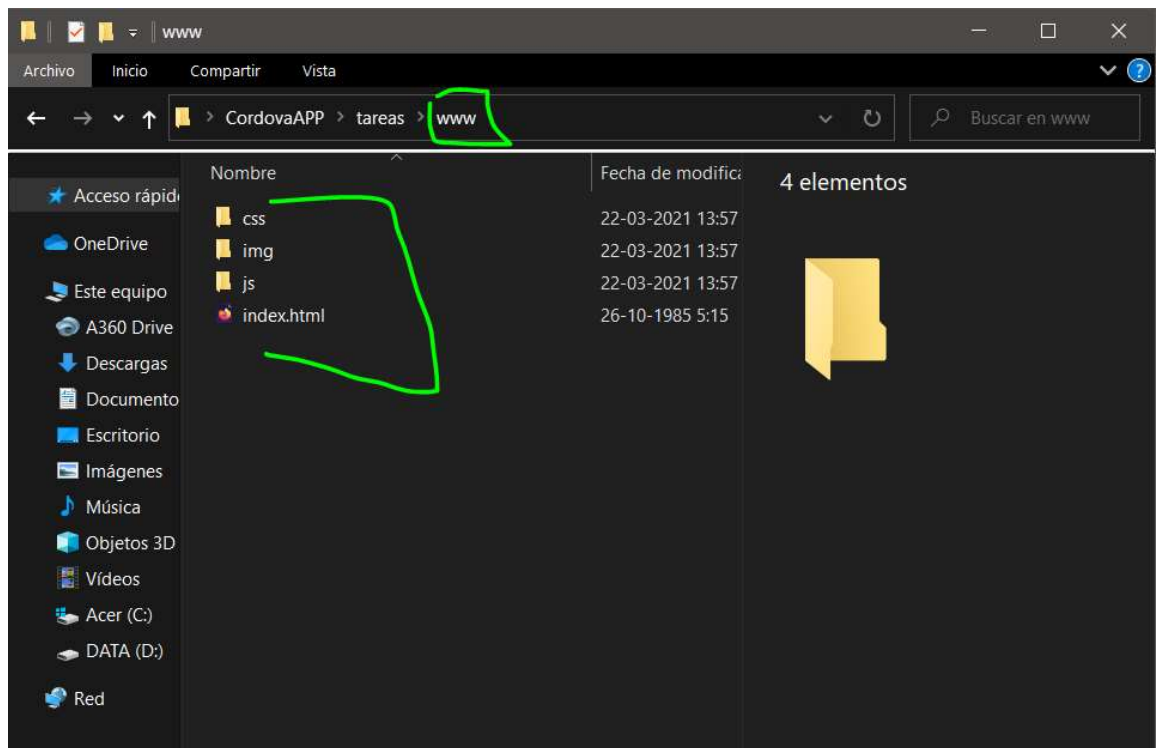 www
Archivo Inicio Compartir Vista
> CordovaAPP > tareas > www Buscar en www
Nombre Fecha de modifica
4 elementos
Acceso rápid
OneDrive
Este equipo
A360 Drive
Descargas
Documento
Escritorio
Imágenes
Música
Objetos 3D
Vídeos
Acer (C:)
DATA (D:)
Red
css 22-03-2021 13:57
img 22-03-2021 13:57
js 22-03-2021 13:57
index.html 26-10-1985 5:15